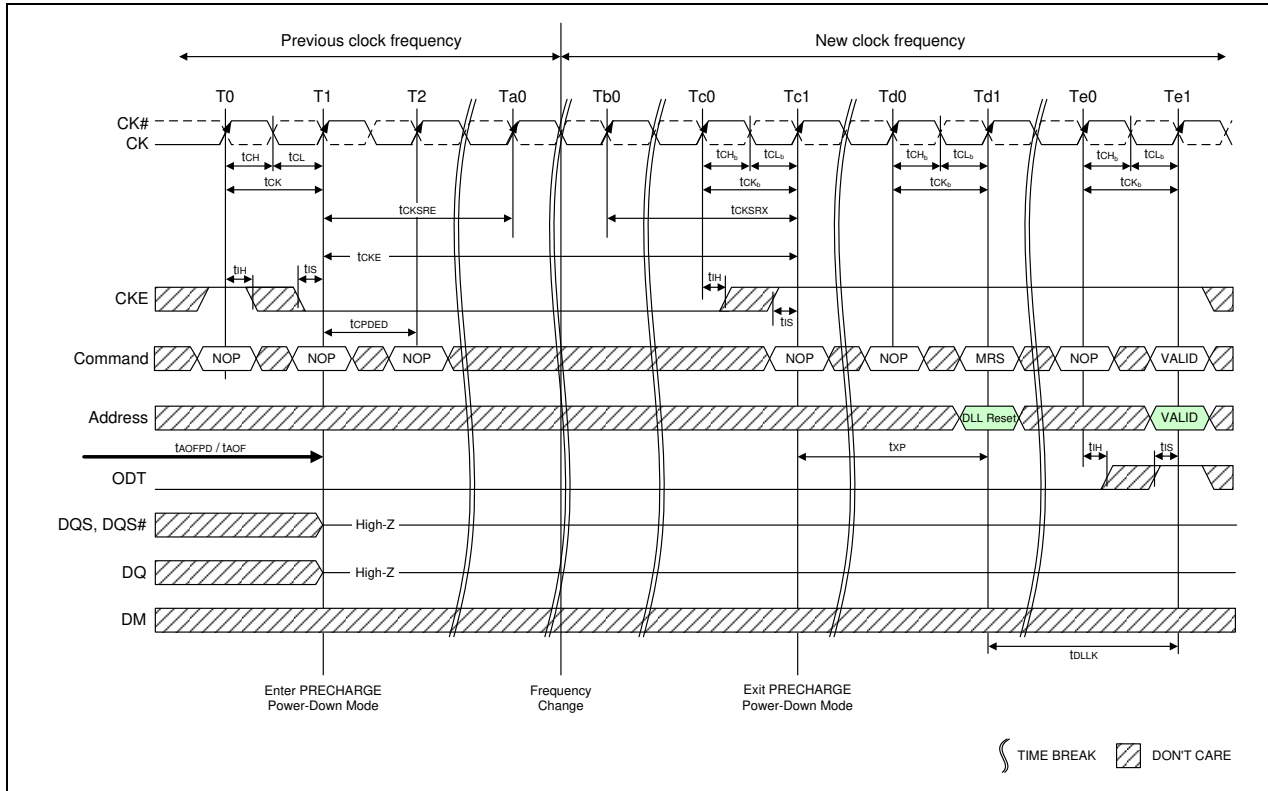 Previous clock frequency New clock frequency
T0 T1 T2 Ta0 Tb0 Tc0 Tc1 Td0 Td1 Te0 Te1
CK#
CK
tCH tCL tCHb tCLb tCHb tCLb tCHb tCLb
tCK tCKb tCKb tCKb
tCKSRE tCKSRX
tCKE
tIH tIS tIH
CKE
tIS
tCPDED
Command NOP NOP NOP NOP NOP MRS NOP VALID
Address DLL Reset VALID
tAOFPD / tAOF tXP tIH tIS
ODT
DQS, DQS# High-Z
DQ High-Z
DM
tDLLK
Enter PRECHARGE Frequency Exit PRECHARGE
Power-Down Mode Change Power-Down Mode
TIME BREAK DON'T CARE